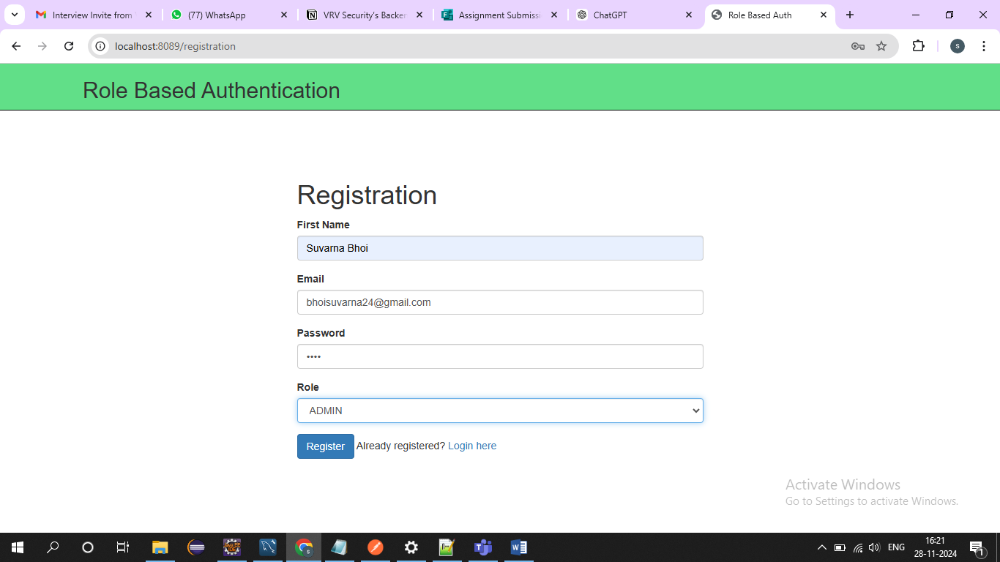 Interview Invite from
(77) WhatsApp
VRV Security's Backen
Assignment Submissi
ChatGPT
Role Based Auth
localhost:8089/registration
s
Role Based Authentication
Registration
First Name
Suvarna Bhoi
Email
bhoisuvarna24@gmail.com
Password
••••
Role
ADMIN
Register Already registered? Login here
Activate Windows
Go to Settings to activate Windows.
ENG
16:21
28-11-2024
1